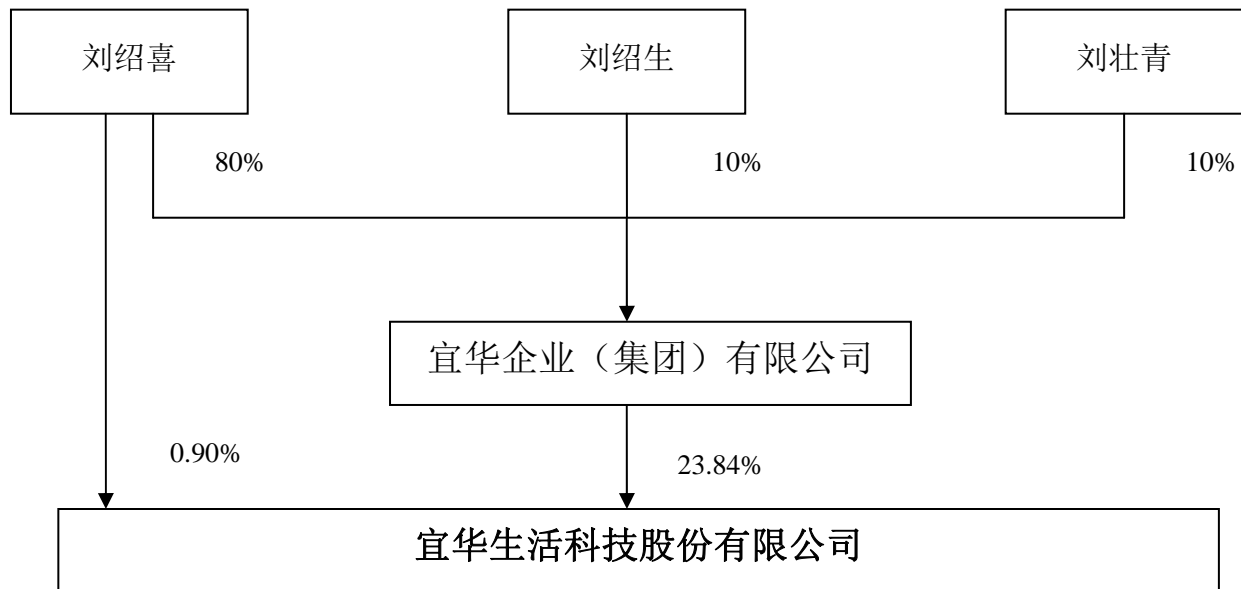 刘绍喜
刘绍生
刘壮青
80%
10%
10%
宜华企业（集团）有限公司
0.90%
23.84%
宜华生活科技股份有限公司